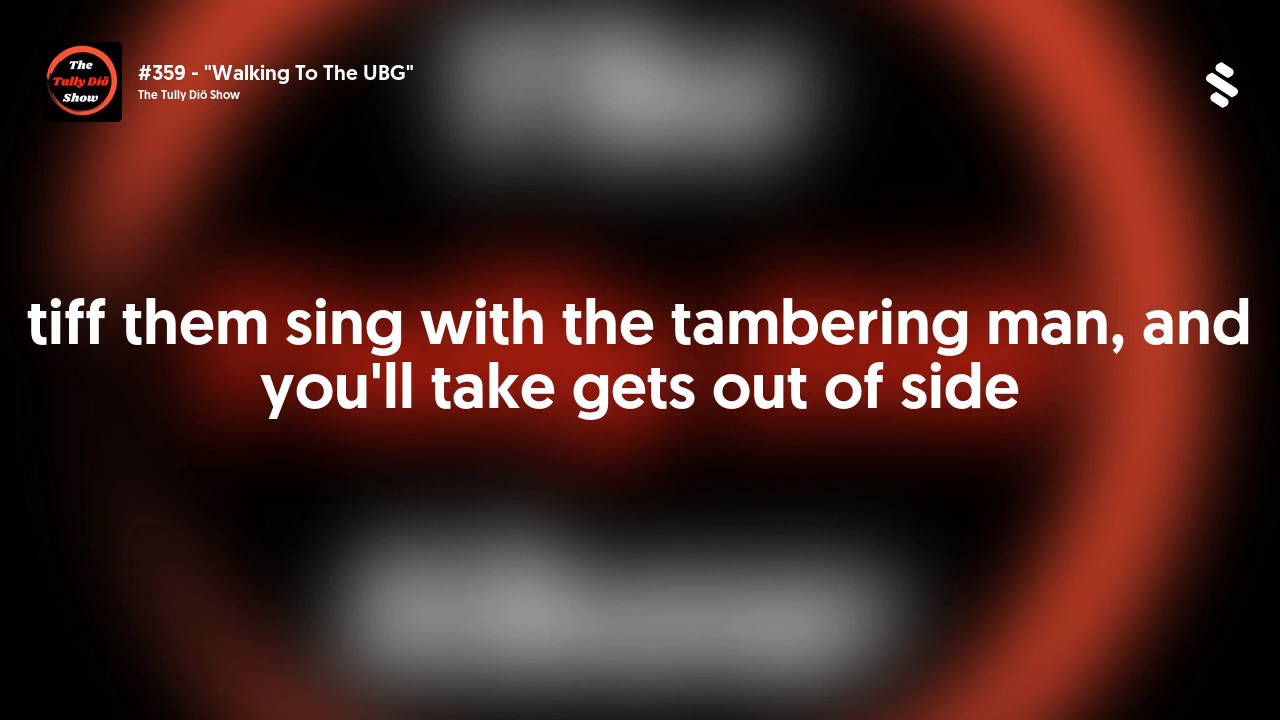 The
Tully Diö
Show
#359 - "Walking To The UBG"
The Tully Diö Show
tiff them sing with the tambering man, and
you'll take gets out of side